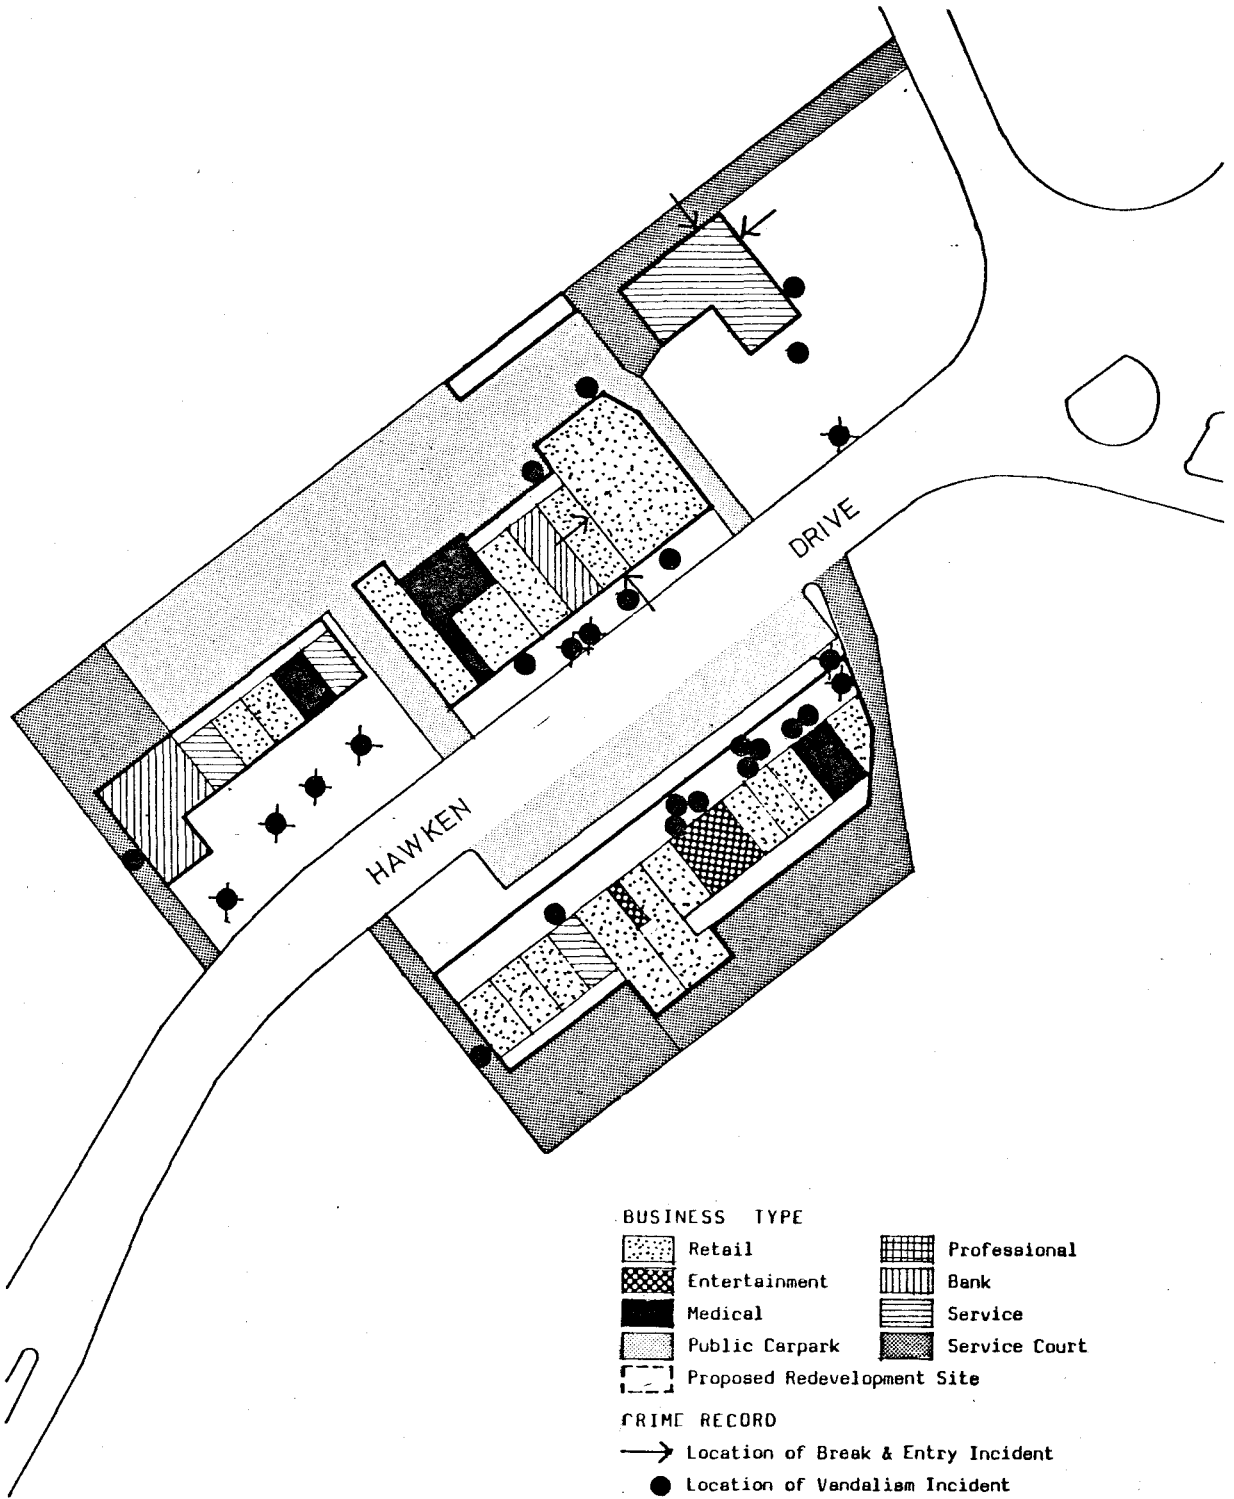 HAWKEN DRIVE
BUSINESS TYPE
Retail
Professional
Entertainment
Bank
Medical
Service
Public Carpark
Service Court
Proposed Redevelopment Site
CRIME RECORD
Location of Break & Entry Incident
Location of Vandalism Incident